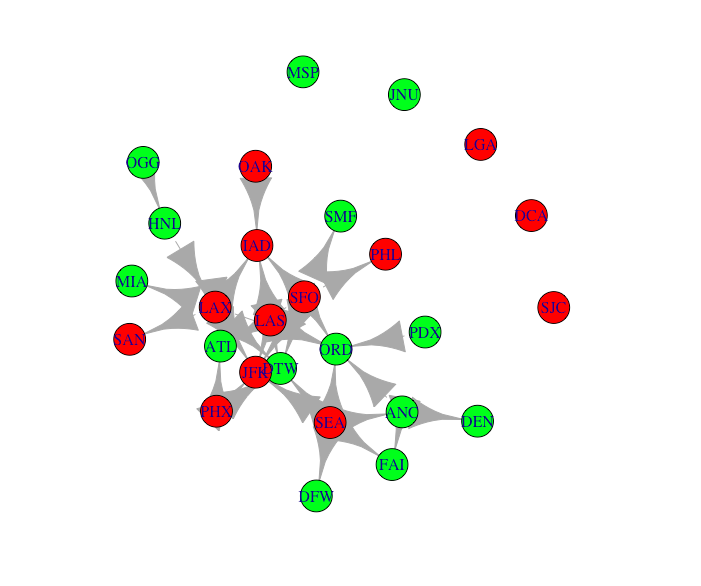 MSP
JNU
LGA
OGG
OAK
DCA
SMF
HNL
IAD
PHL
MIA
SFO
LAX
SJC
LAS
PDX
SAN
ATL
ORD
DTW
JFK
PHX
ANC
SEA
DEN
FAI
DFW